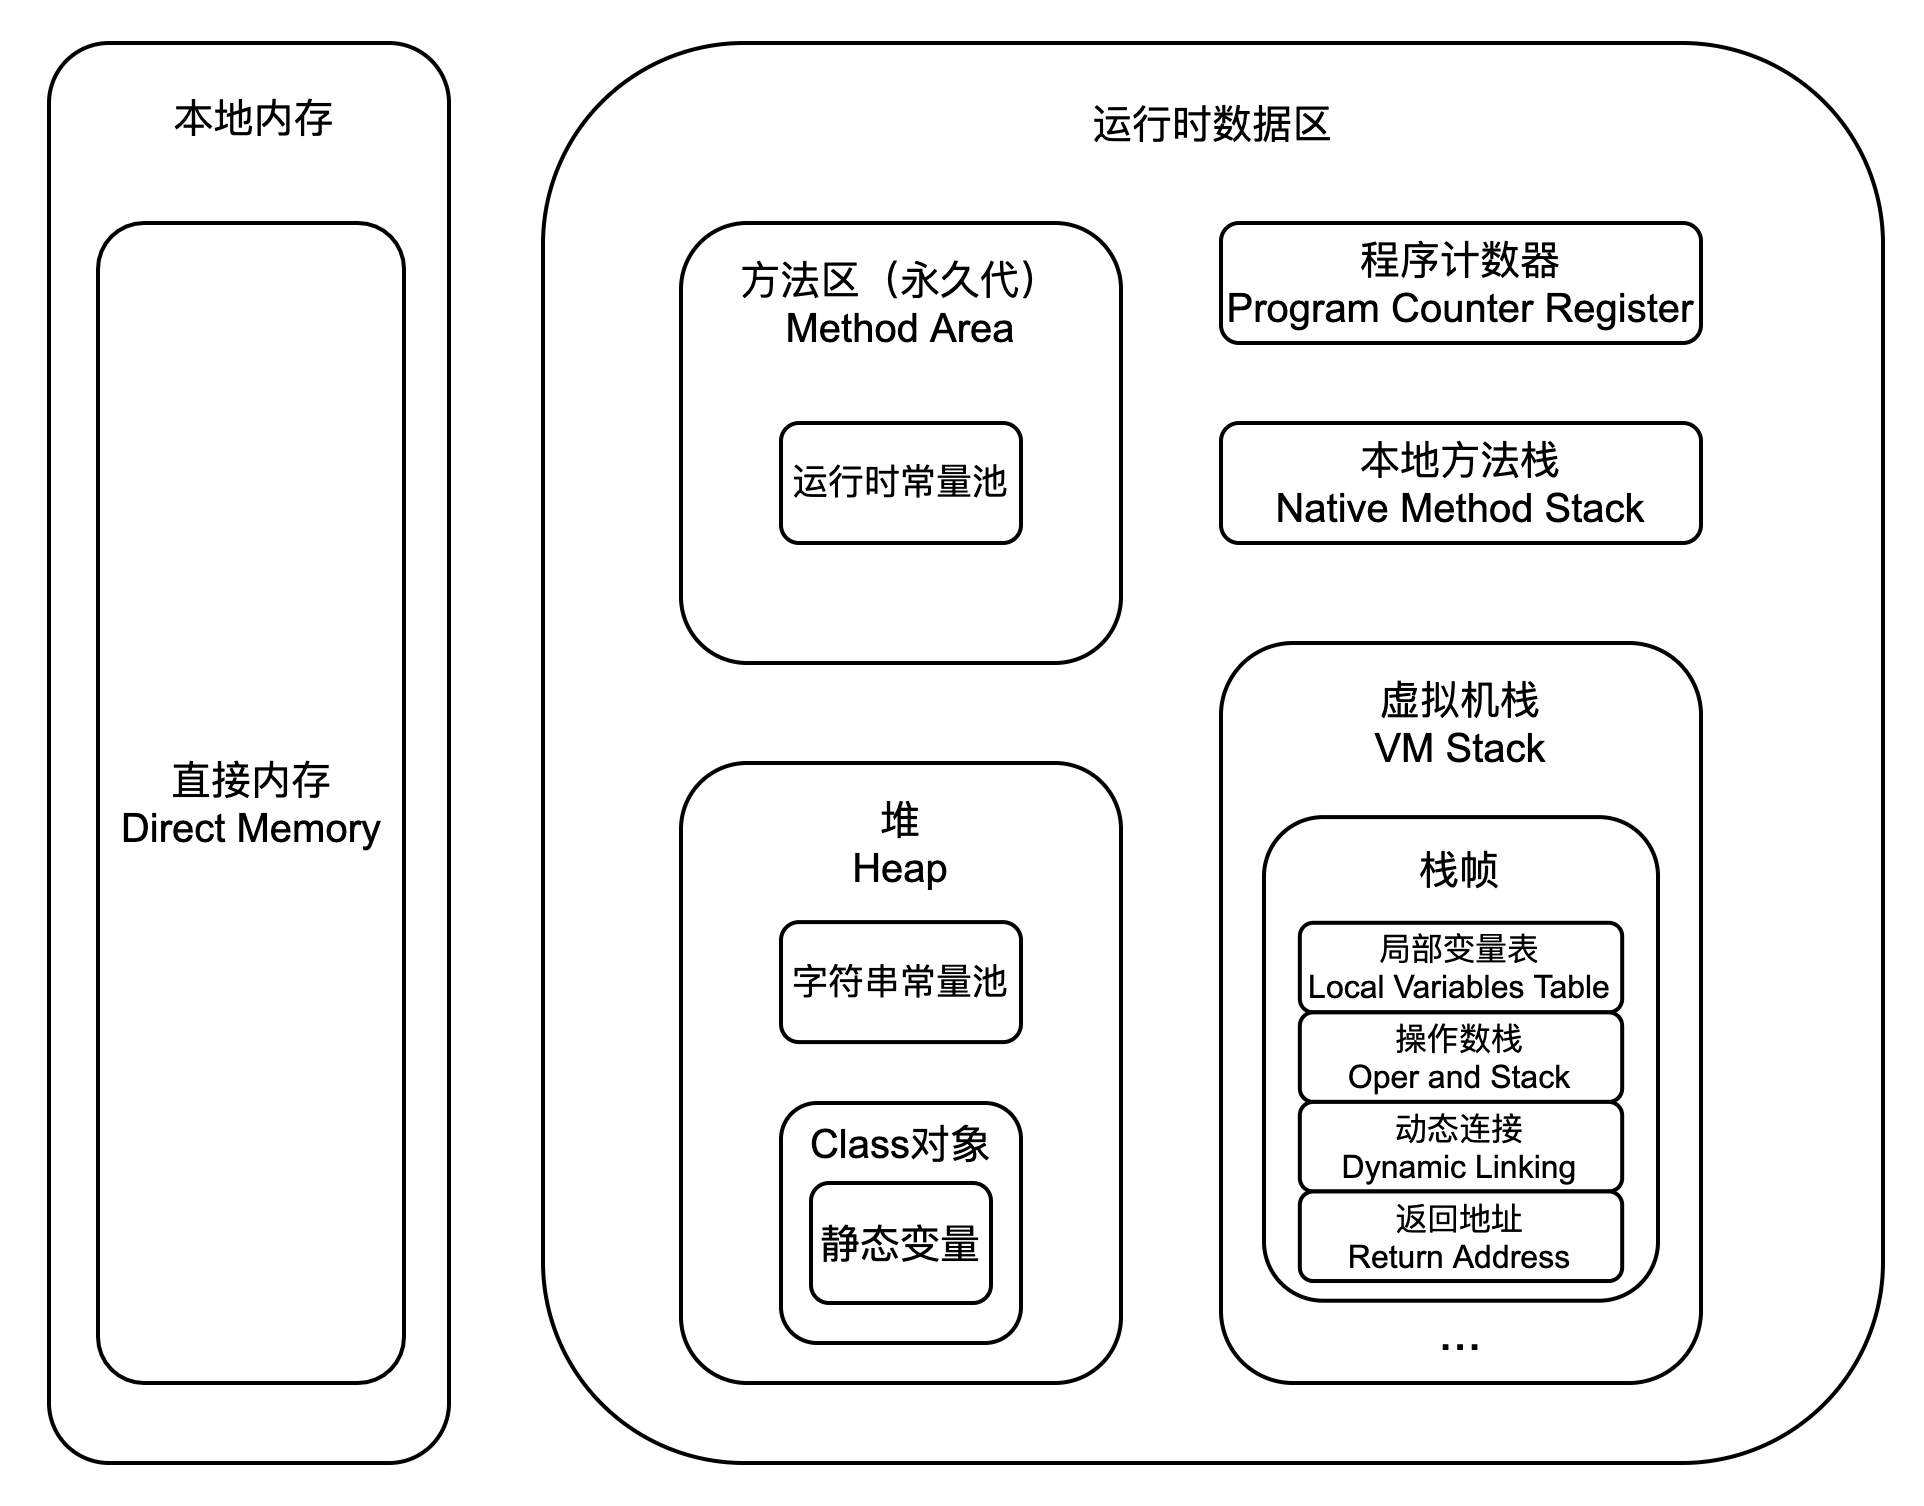 本地内存
直接内存
Direct Memory
运行时数据区
方法区（永久代）
Method Area
运行时常量池
堆
Heap
字符串常量池
Class对象
静态变量
程序计数器
Program Counter Register
本地方法栈
Native Method Stack
虚拟机栈
VM Stack
栈帧
局部变量表
Local Variables Table
操作数栈
Oper and Stack
动态连接
Dynamic Linking
返回地址
Return Address
...